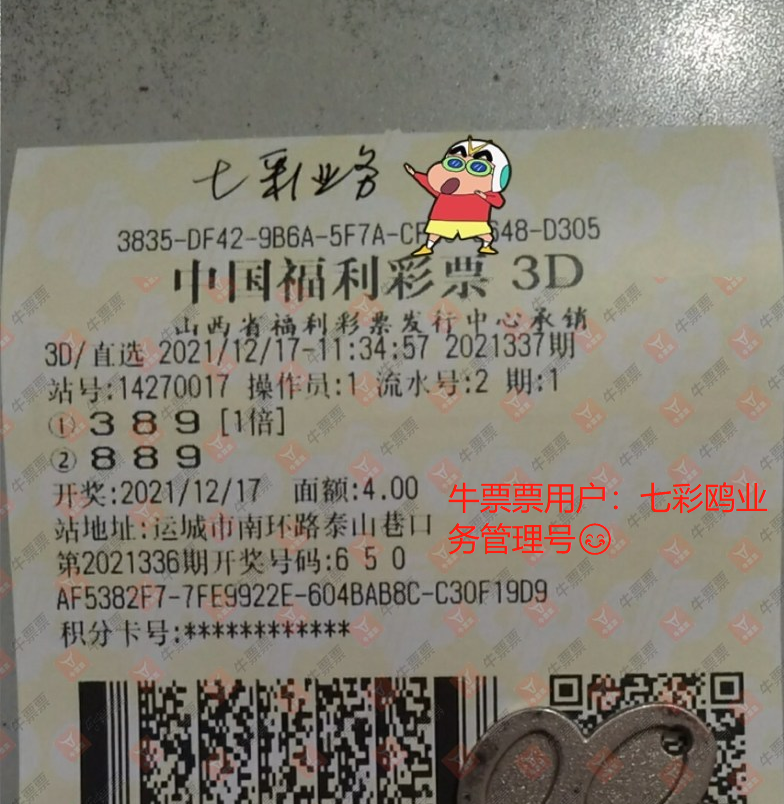 七彩业务
3835-DF42-9B6A-5F7A-CF 648-D305
中国福利彩票 3D
山西省福利彩票发行中心承销
3D/直选 2021/12/17-11:34:57 2021337期
站号:14270017 操作员:1 流水号:2 期:1
① 3 8 9 [1倍]
② 8 8 9
开奖:2021/12/17 面额:4.00
牛票票用户：七彩鸥业
务管理号😊
站地址:运城市南环路泰山巷口
第2021336期开奖号码:6 5 0
AF5382F7-7FE9922E-604BAB8C-C30F19D9
积分卡号:************
牛票票